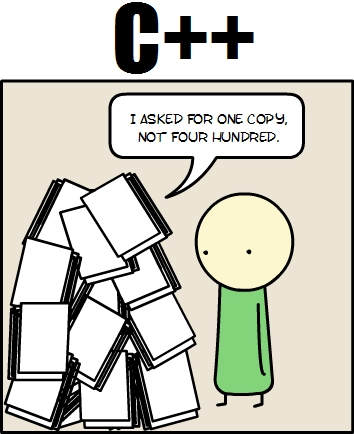 C++
I ASKED FOR ONE COPY,
NOT FOUR HUNDRED.